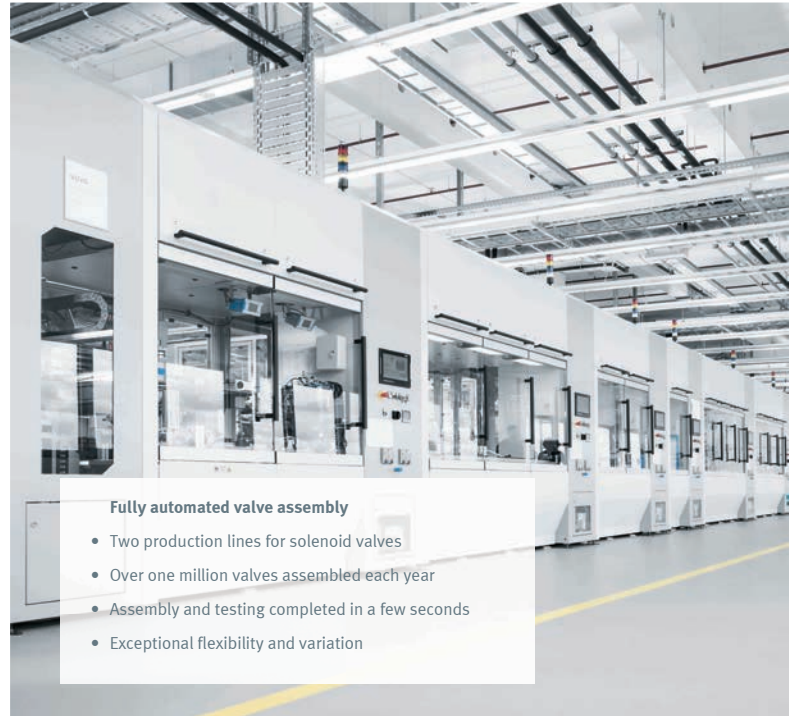 Fully automated valve assembly
• Two production lines for solenoid valves
• Over one million valves assembled each year
• Assembly and testing completed in a few seconds
• Exceptional flexibility and variation